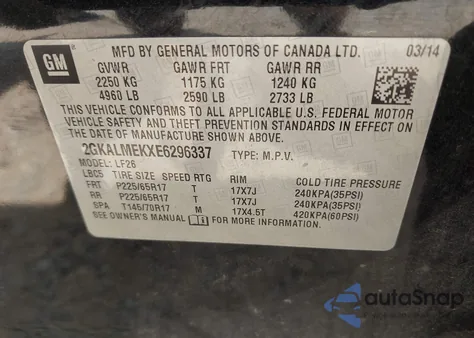 GM
MFD BY GENERAL MOTORS OF CANADA LTD. 03/14
GVWR GAWR FRT GAWR RR
2250 KG 1175 KG 1240 KG
4960 LB 2590 LB 2733 LB
THIS VEHICLE CONFORMS TO ALL APPLICABLE U.S. FEDERAL MOTOR
VEHICLE SAFETY AND THEFT PREVENTION STANDARDS IN EFFECT ON
THE DATE OF MANUFACTURE SHOWN ABOVE.
2GKALMEKXE6296337 TYPE: M.P.V.
MODEL: LF26
LBC5 TIRE SIZE SPEED RTG RIM COLD TIRE PRESSURE
FRT P225/65R17 T 17X7J 240KPA(35PSI)
RR P225/65R17 T 17X7J 240KPA(35PSI)
SPA T145/70R17 M 17X4.5T 420KPA(60PSI)
SEE OWNER'S MANUAL FOR MORE INFORMATION.
autoSnap